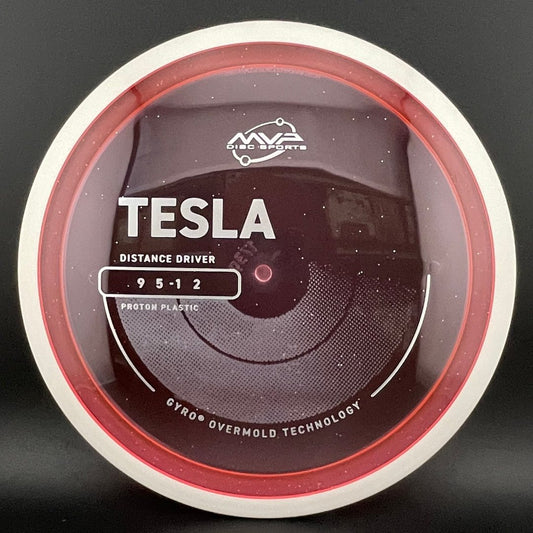 MVP
DISC SPORTS
TESLA
DISTANCE DRIVER
9 5 -1 2
PROTON PLASTIC
GYRO® OVERMOLD TECHNOLOGY